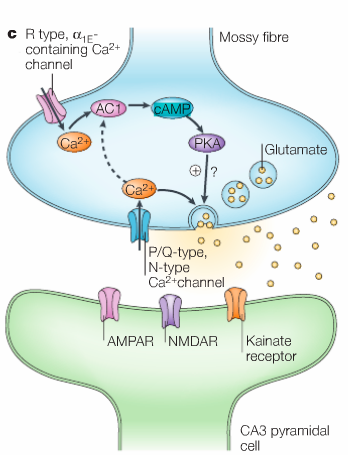 c R type, α1E-
containing Ca2+
channel
Mossy fibre
AC1
cAMP
Ca2+
PKA
Glutamate
+ ?
Ca2+
P/Q-type,
N-type
Ca2+channel
AMPAR
NMDAR
Kainate
receptor
CA3 pyramidal
cell